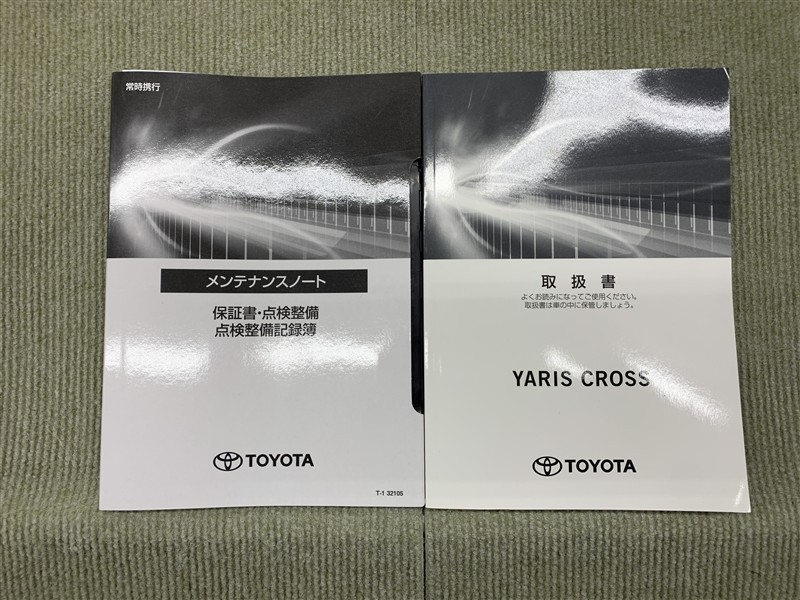 常時携行
メンテナンスノート
保証書・点検整備
点検整備記録簿
TOYOTA
T-1 32105
取扱書
よくお読みになってご使用ください。
取扱書は車の中に保管しましょう。
YARIS CROSS
TOYOTA